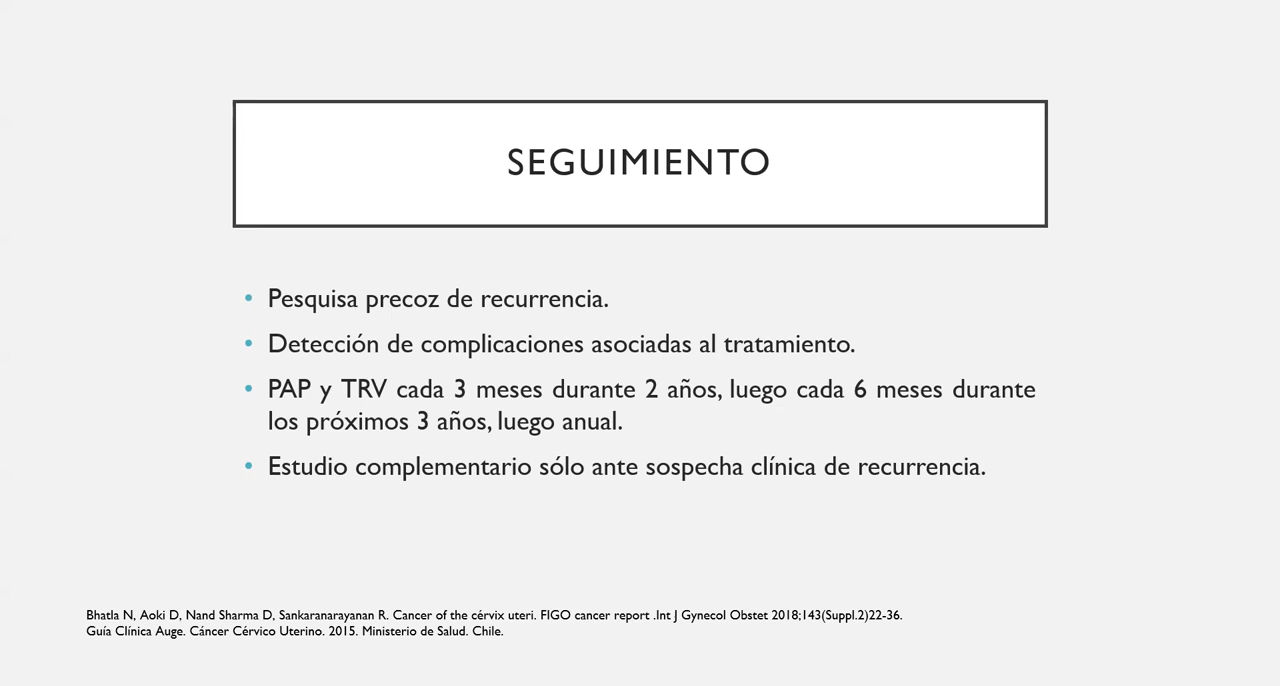 SEGUIMIENTO
• Pesquisa precoz de recurrencia.
• Detección de complicaciones asociadas al tratamiento.
• PAP y TRV cada 3 meses durante 2 años, luego cada 6 meses durante
los próximos 3 años, luego anual.
• Estudio complementario sólo ante sospecha clínica de recurrencia.
Bhatla N, Aoki D, Nand Sharma D, Sankaranarayanan R. Cancer of the cérvix uteri. FIGO cancer report .Int J Gynecol Obstet 2018;143(Suppl.2)22-36.
Guía Clínica Auge. Cáncer Cérvico Uterino. 2015. Ministerio de Salud. Chile.